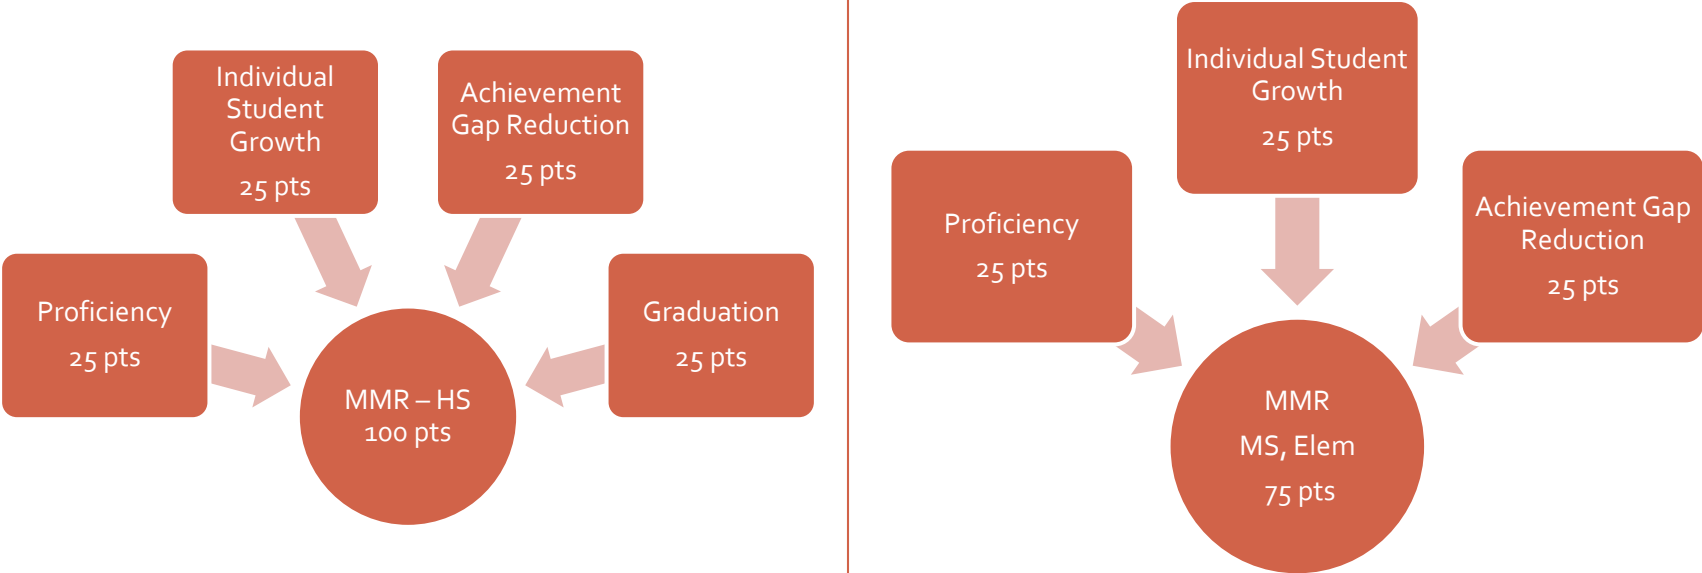 Individual
Student
Growth
25 pts
Achievement
Gap Reduction
25 pts
Proficiency
25 pts
Graduation
25 pts
MMR – HS
100 pts
Individual Student
Growth
25 pts
Proficiency
25 pts
Achievement Gap
Reduction
25 pts
MMR
MS, Elem
75 pts